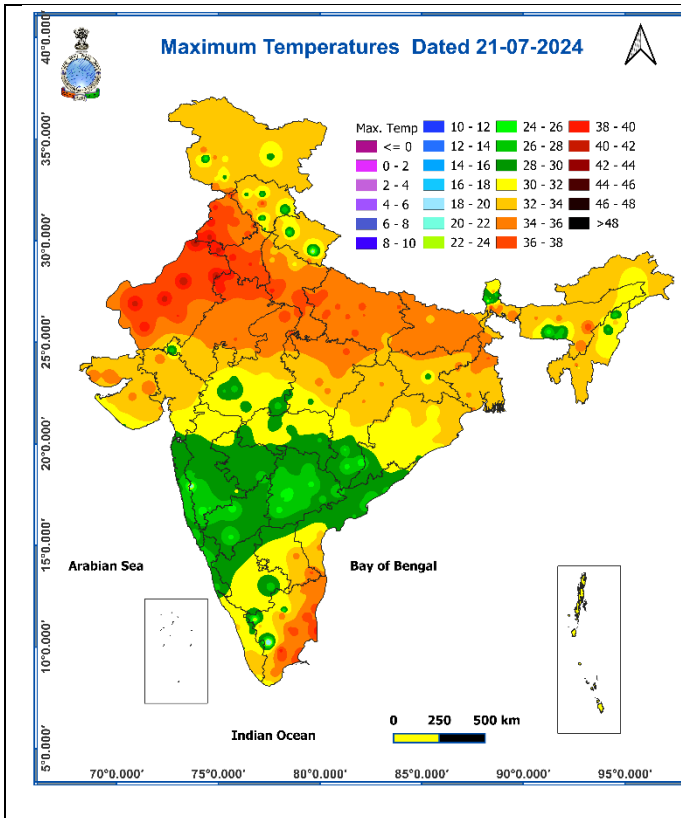 Maximum Temperatures Dated 21-07-2024
Max. Temp
<= 0
0 - 2
2 - 4
4 - 6
6 - 8
8 - 10
10 - 12
12 - 14
14 - 16
16 - 18
18 - 20
20 - 22
22 - 24
24 - 26
26 - 28
28 - 30
30 - 32
32 - 34
34 - 36
36 - 38
38 - 40
40 - 42
42 - 44
44 - 46
46 - 48
>48
40°0.000'
35°0.000'
30°0.000'
25°0.000'
20°0.000'
15°0.000'
10°0.000'
5°0.000'
Arabian Sea
Bay of Bengal
Indian Ocean
0 250 500 km
70°0.000' 75°0.000' 80°0.000' 85°0.000' 90°0.000' 95°0.000'